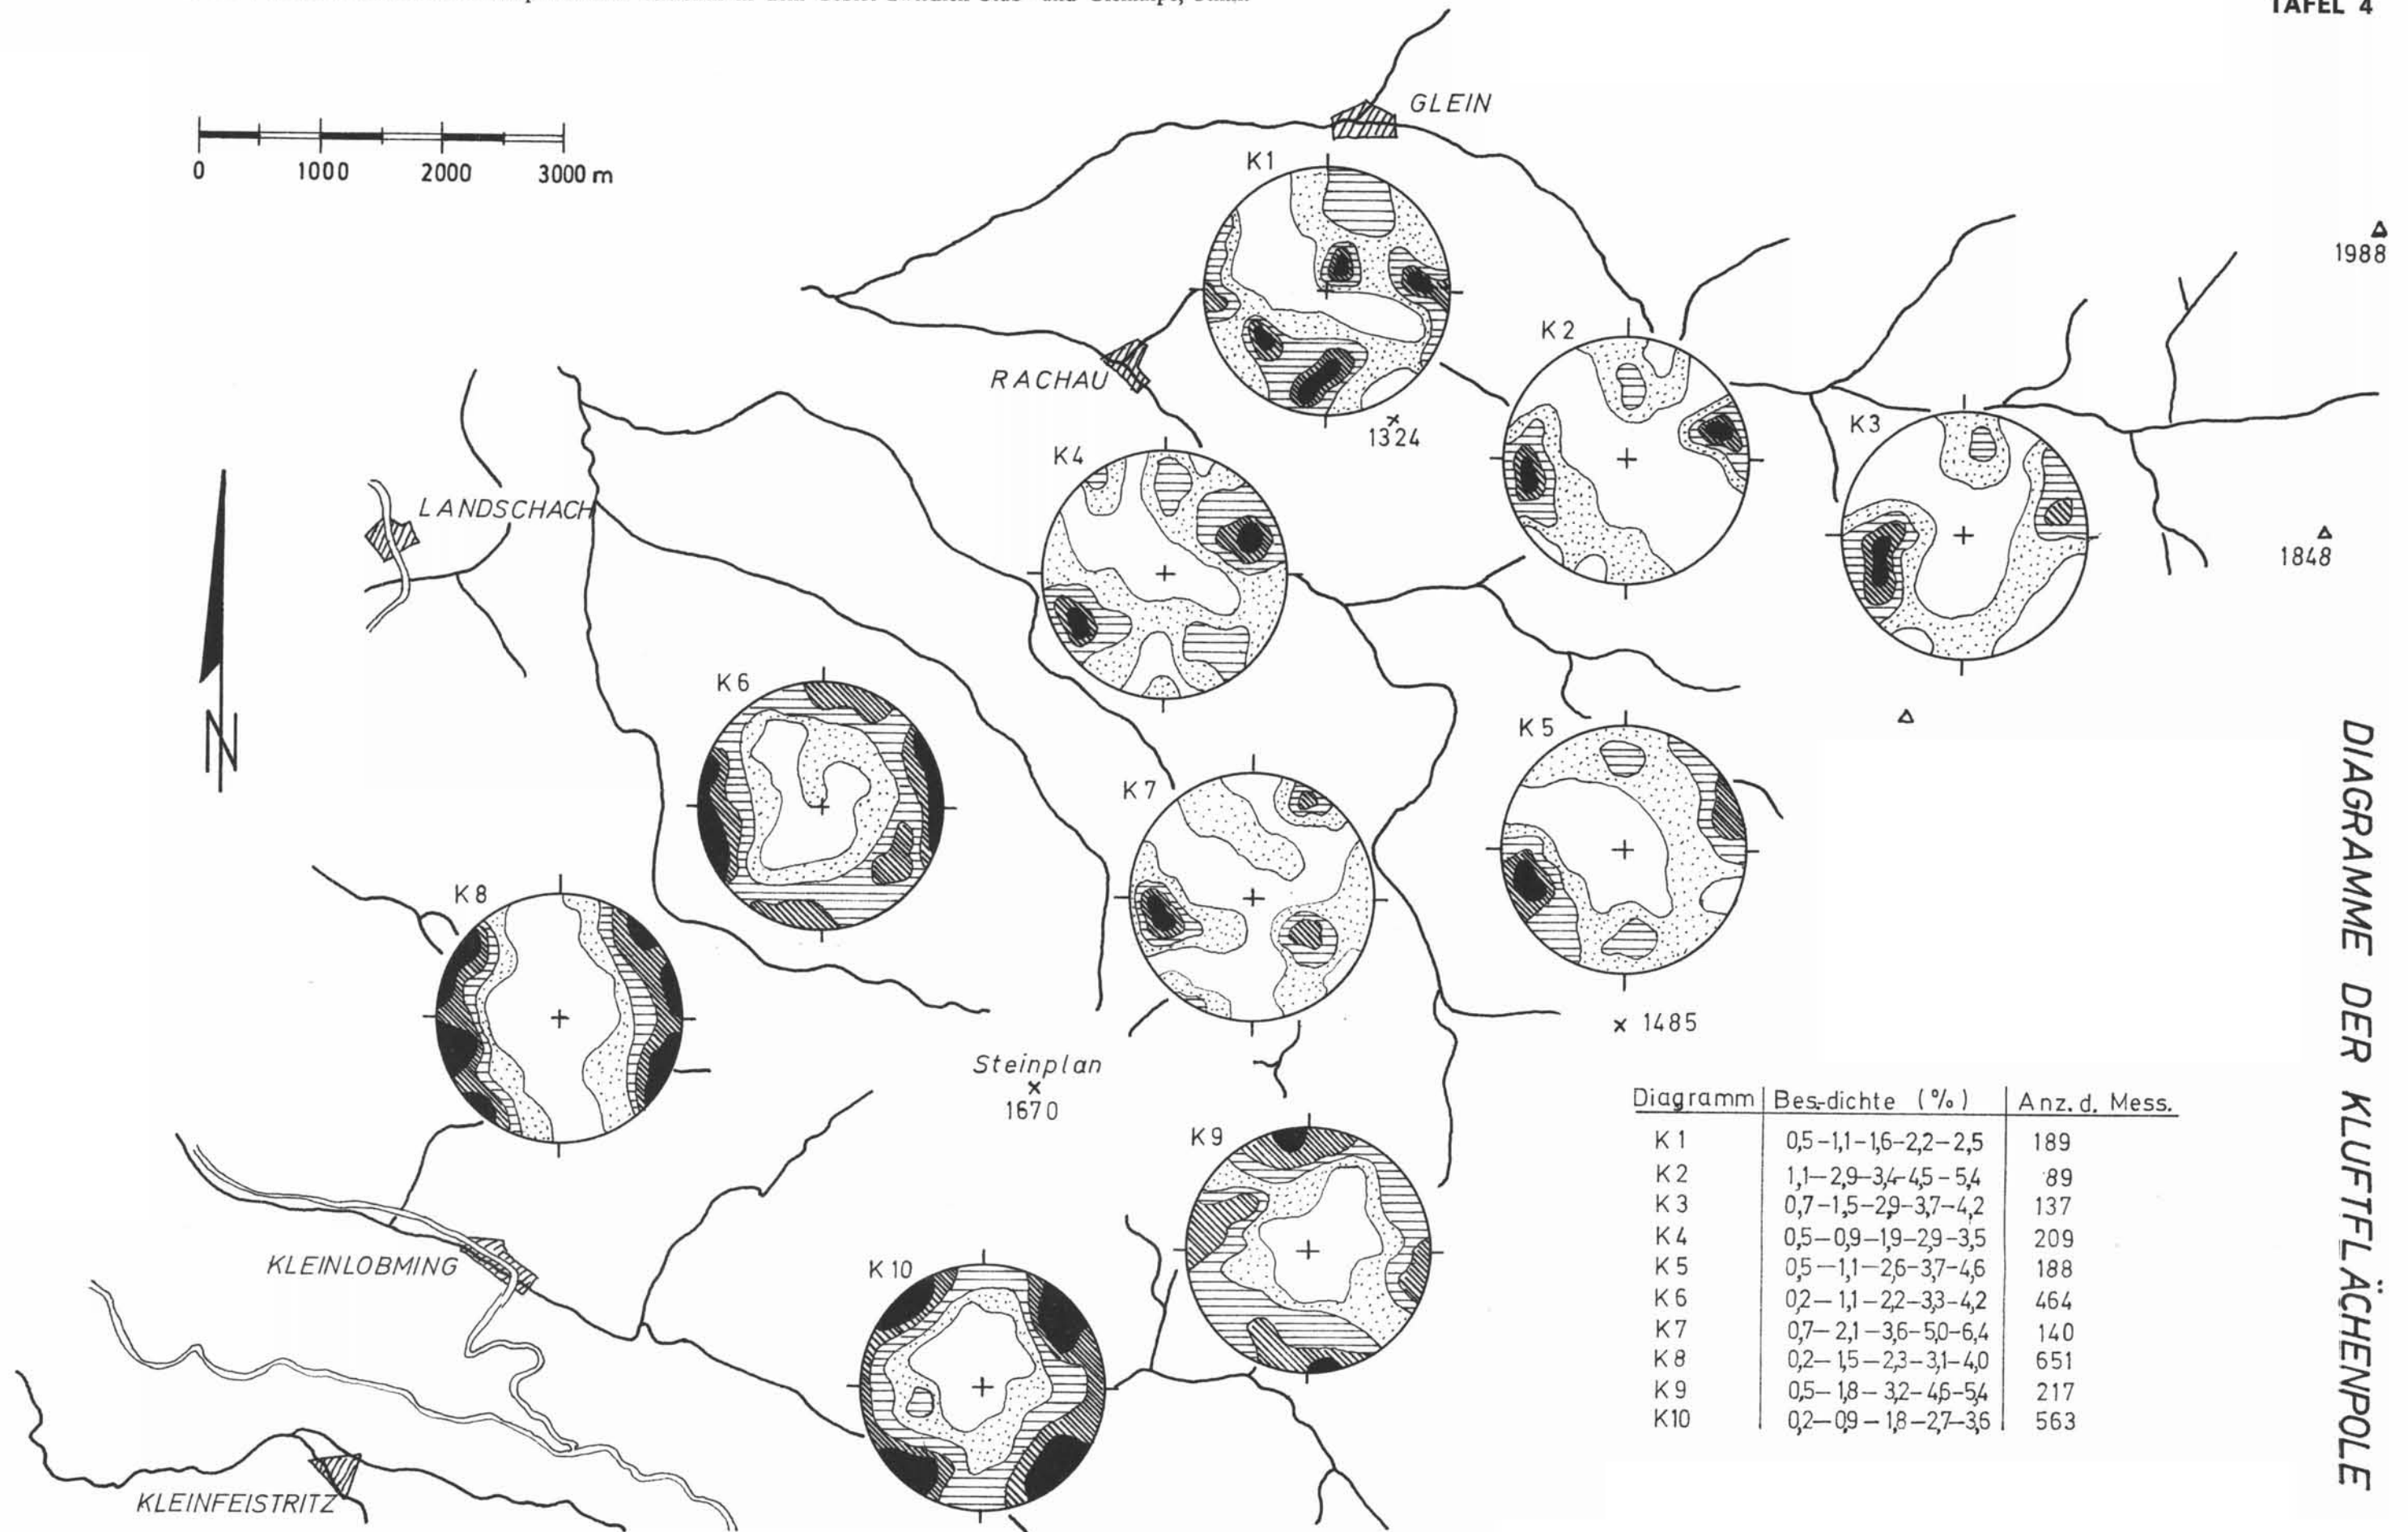 TAFEL 4
GLEIN
K1
0 1000 2000 3000 m
1988
K2
RACHAU
K3
1324
K4
LANDSCHACH
1848
N
K6
K5
K7
K8
1485
Steinplan
1670
K9
KLEINLOBMING
K10
KLEINFEISTRITZ
DIAGRAMME DER KLUFTFLÄCHENPOLE
Diagramm Bes.-dichte (%) Anz. d. Mess.
K1 0,5–1,1–1,6–2,2–2,5 189
K2 1,1–2,9–3,4–4,5–5,4 89
K3 0,7–1,5–2,9–3,7–4,2 137
K4 0,5–0,9–1,9–2,9–3,5 209
K5 0,5–1,1–2,6–3,7–4,6 188
K6 0,2–1,1–2,2–3,3–4,2 464
K7 0,7–2,1–3,6–5,0–6,4 140
K8 0,2–1,5–2,3–3,1–4,0 651
K9 0,5–1,8–3,2–4,6–5,4 217
K10 0,2–0,9–1,8–2,7–3,6 563